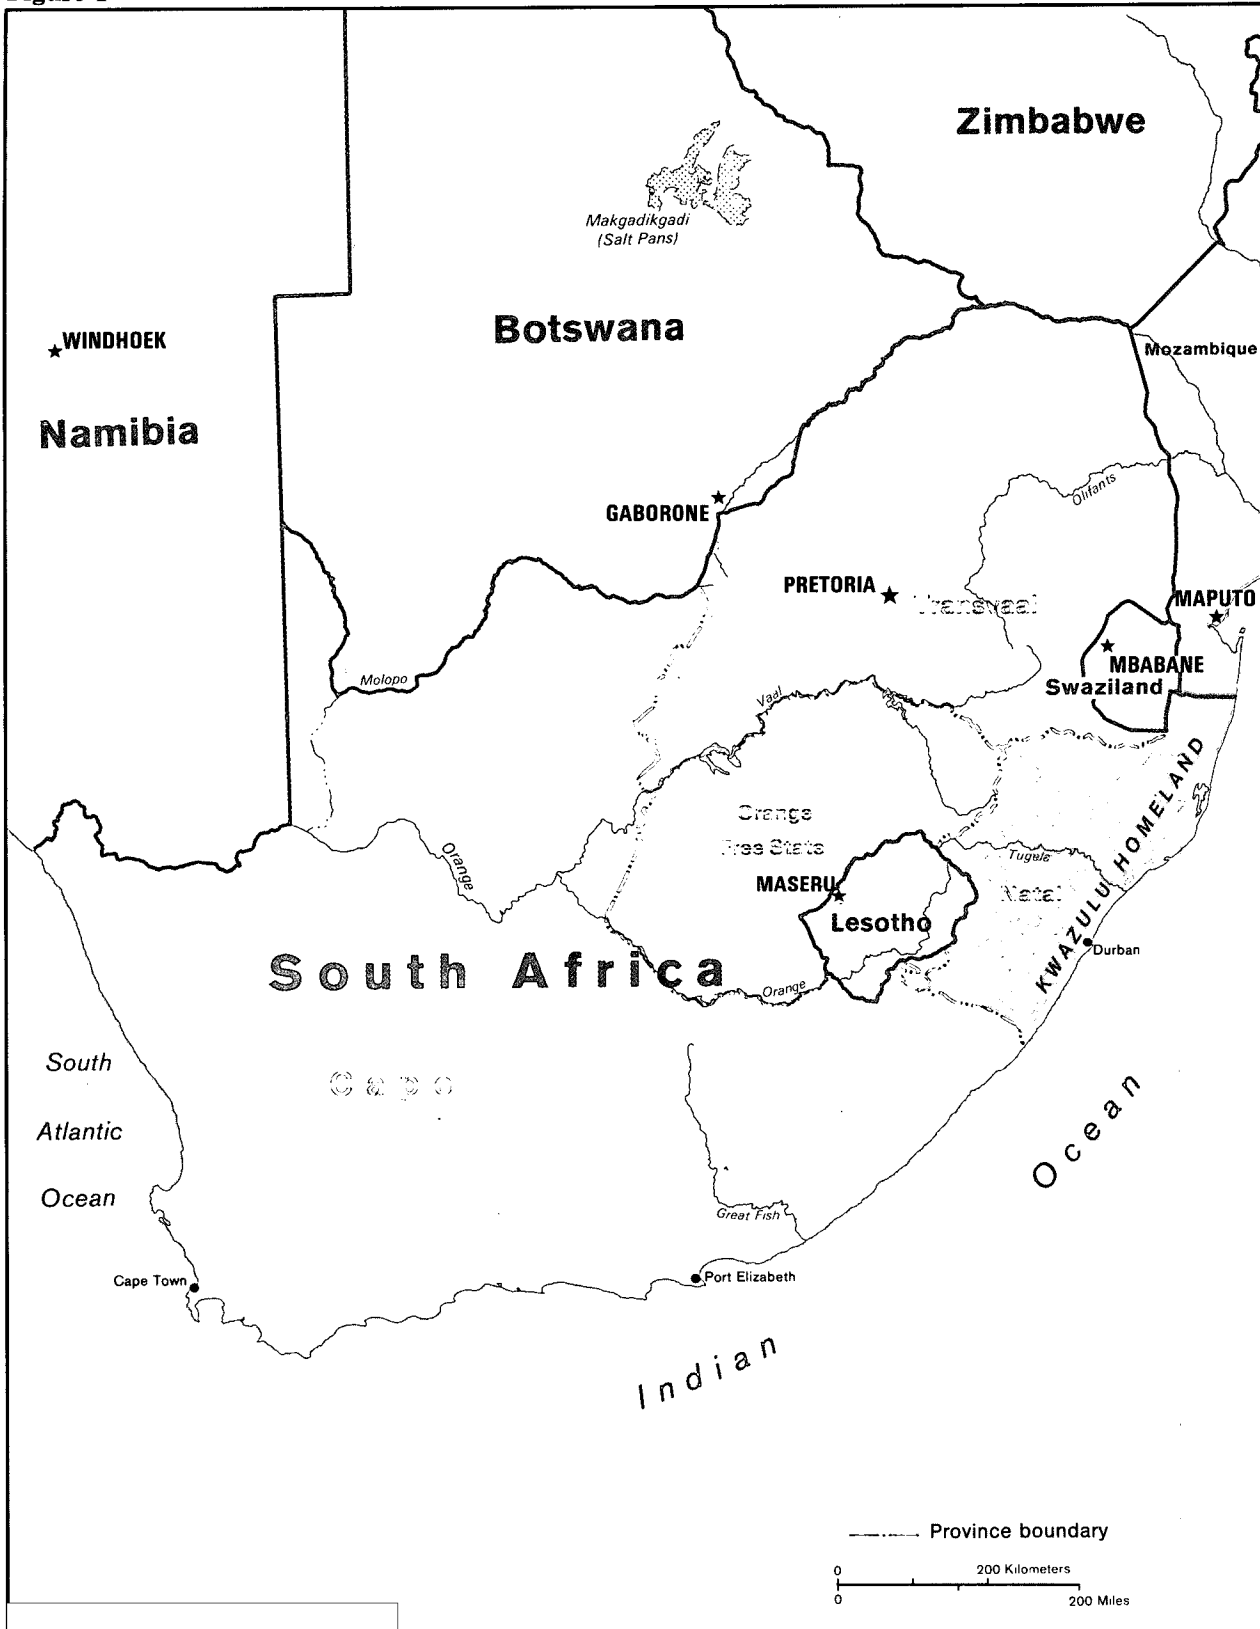 Figure 1
Zimbabwe
Makgadikgadi
(Salt Pans)
Botswana
WINDHOEK
Mozambique
Namibia
Olifants
GABORONE
PRETORIA
Transvaal
MAPUTO
MBABANE
Swaziland
Molopo
Vaal
KWAZULU HOMELAND
Orange
Free State
Orange
Tugela
MASERU
Natal
Lesotho
Durban
South Africa
Orange
South
Atlantic
Ocean
Cape
Great Fish
Cape Town
Port Elizabeth
Indian Ocean
Province boundary
0 200 Kilometers
0 200 Miles